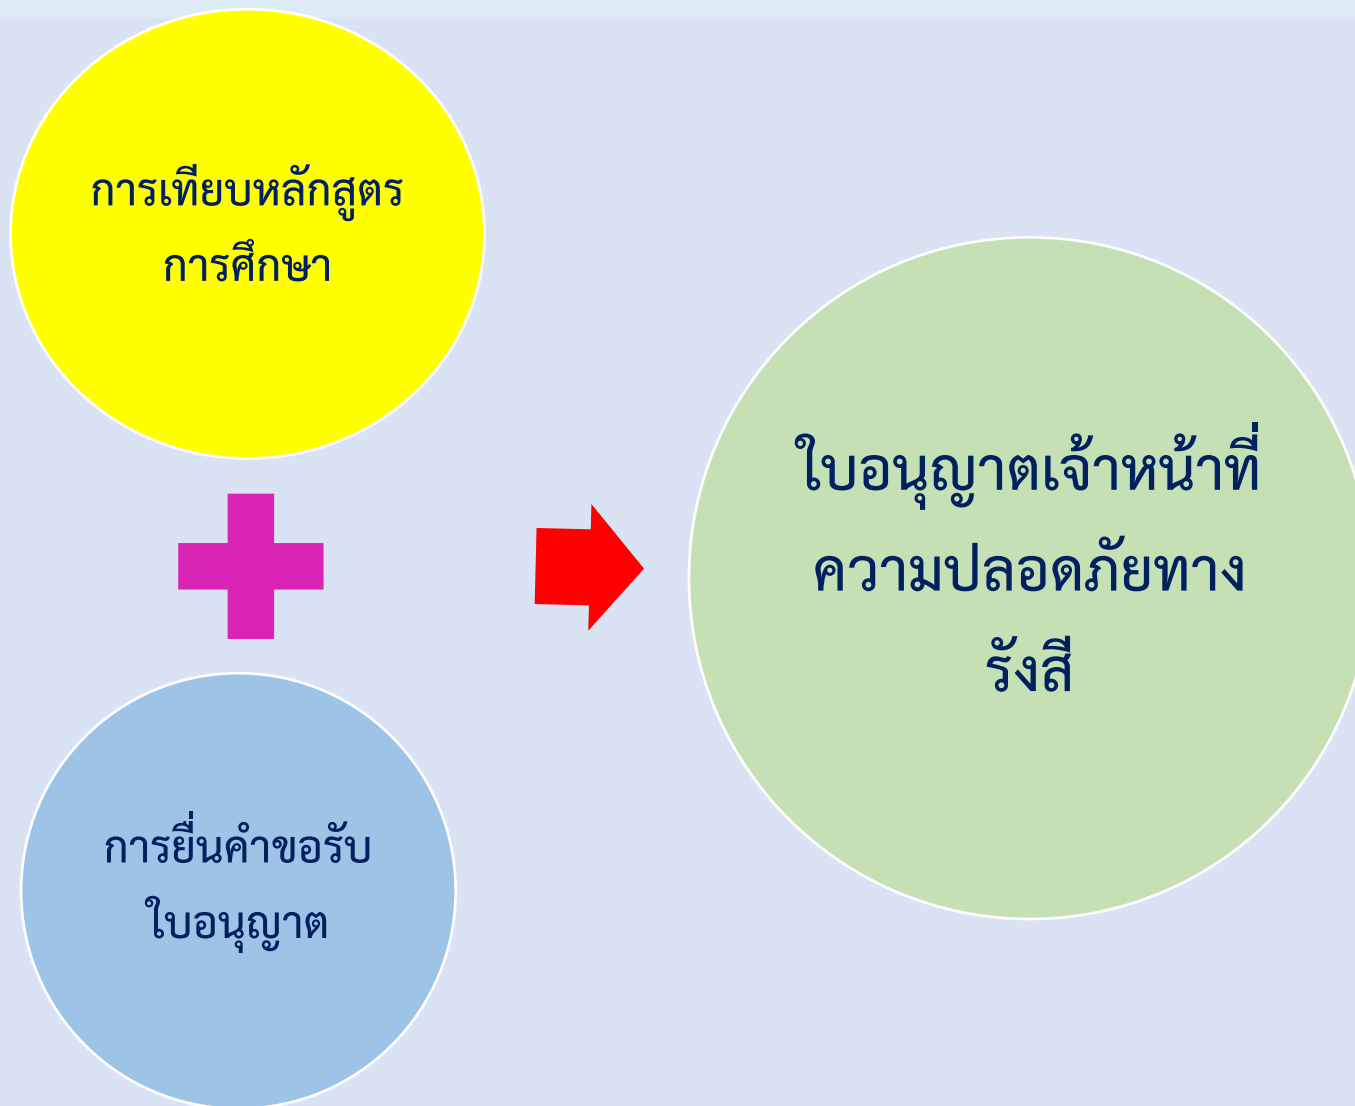 การเทียบหลักสูตร
การศึกษา
การยื่นคำขอรับ
ใบอนุญาต
ใบอนุญาตเจ้าหน้าที่
ความปลอดภัยทาง
รังสี